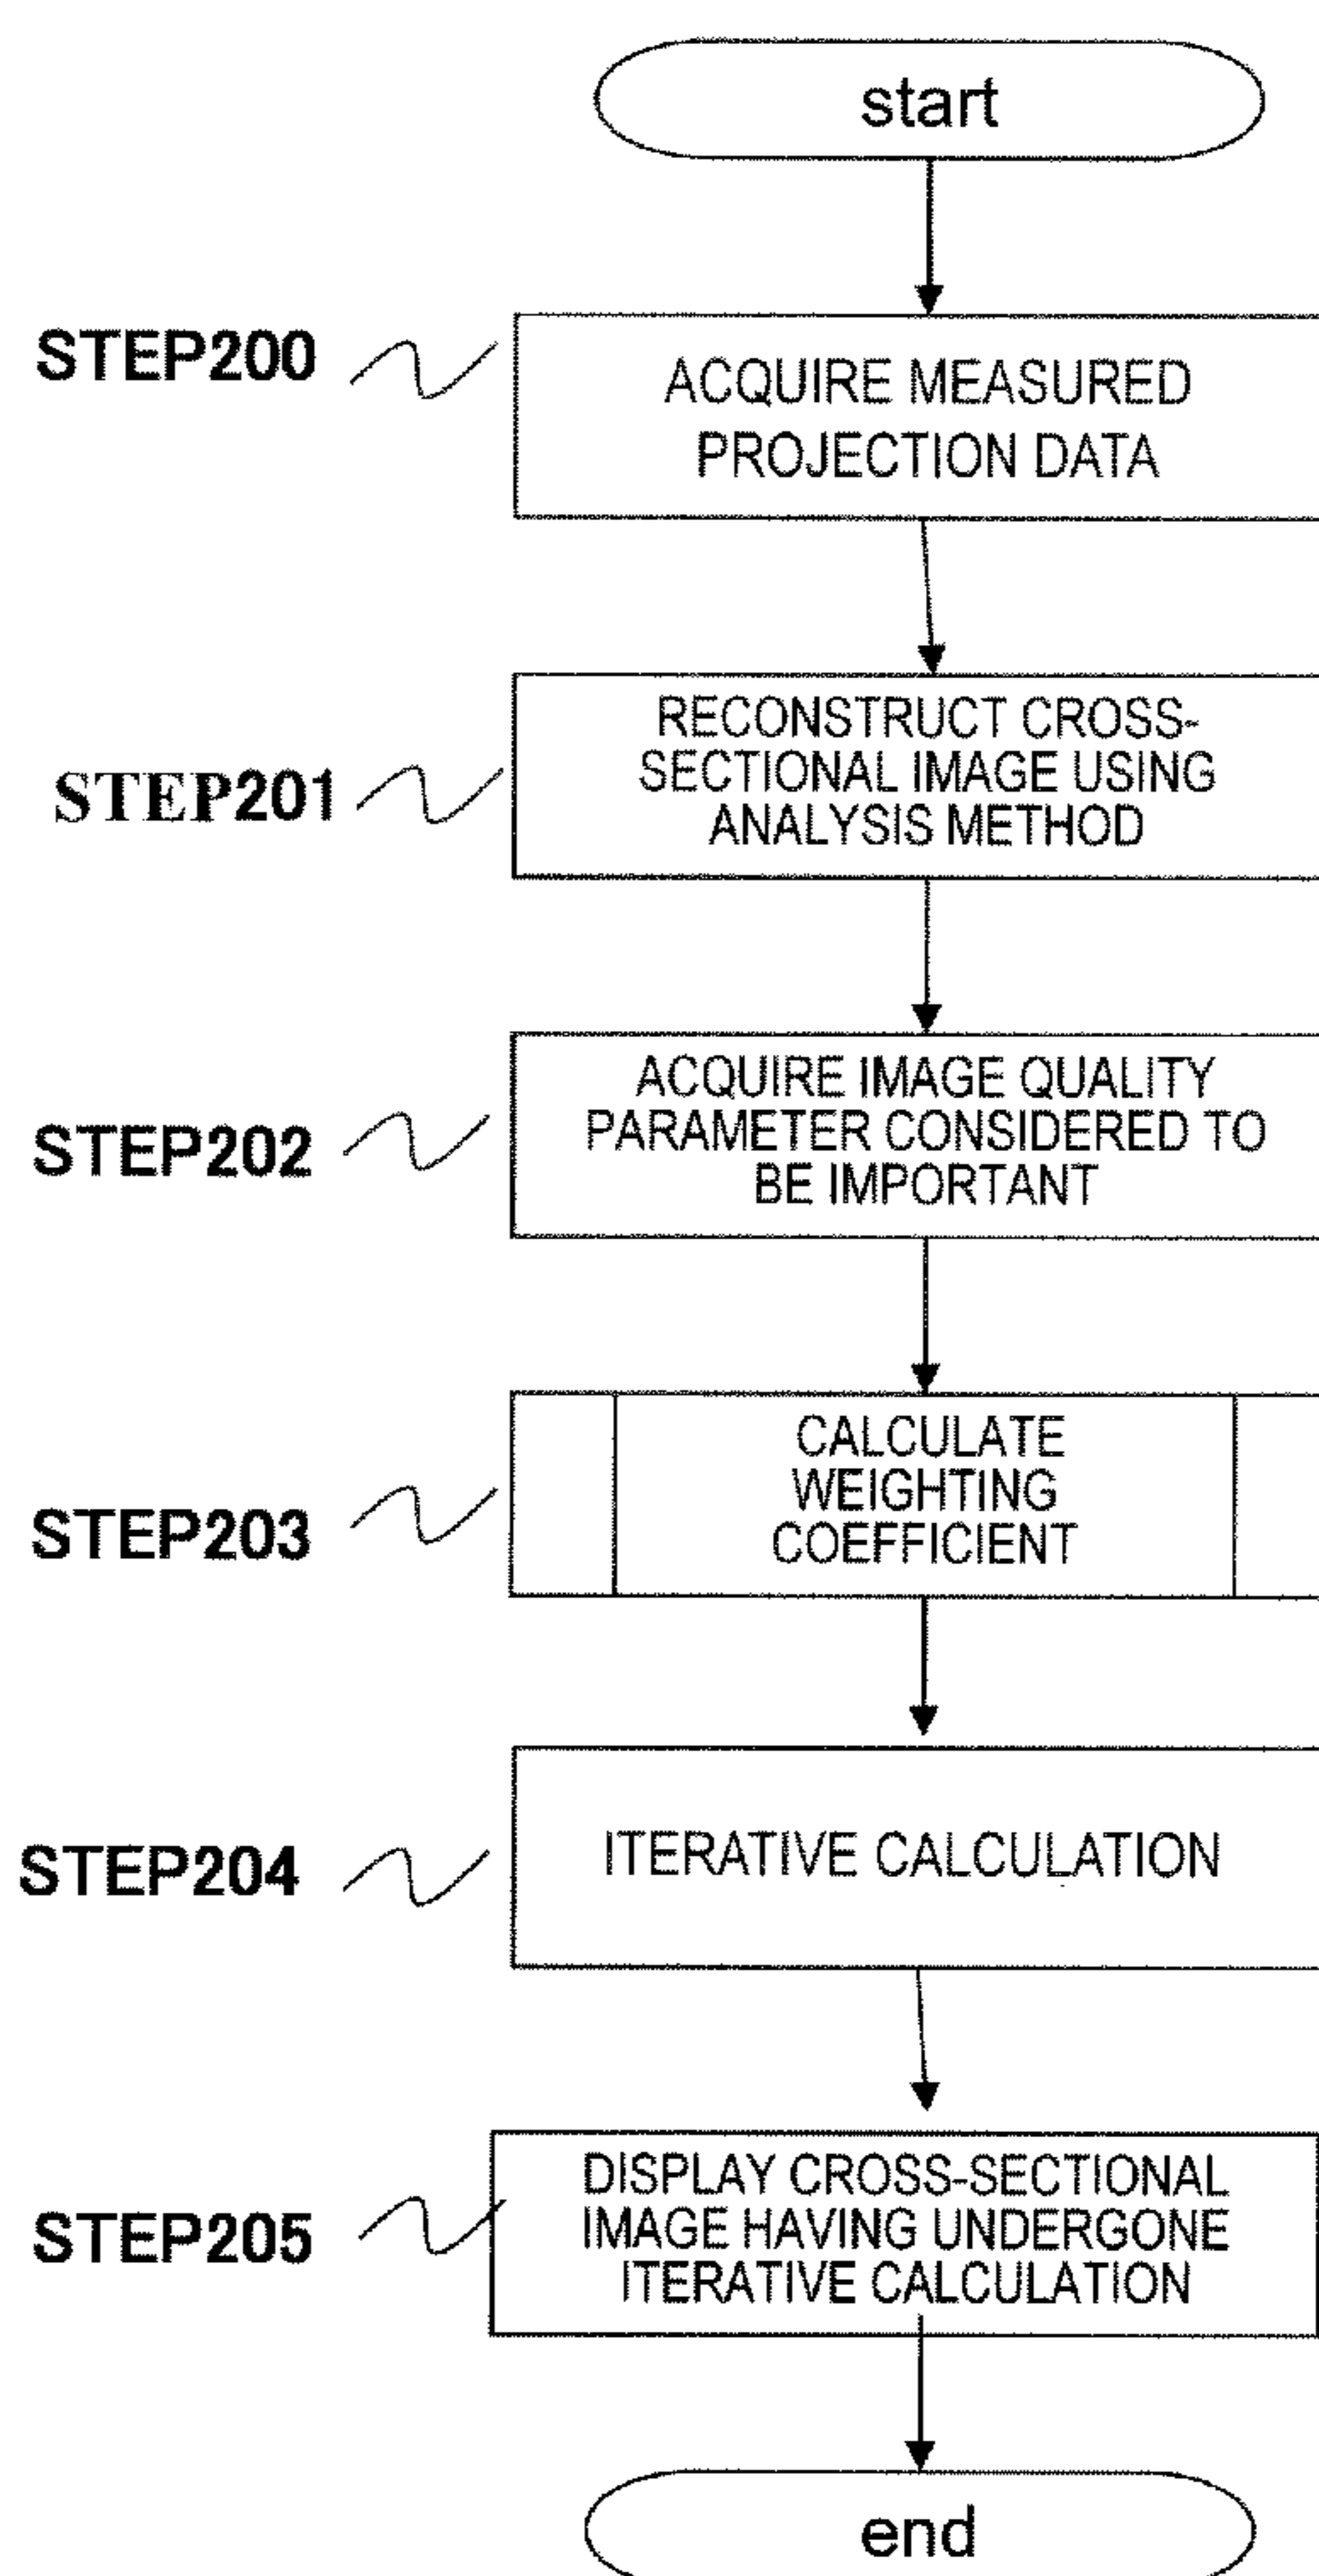 start
STEP200
ACQUIRE MEASURED
PROJECTION DATA
STEP201
RECONSTRUCT CROSS-
SECTIONAL IMAGE USING
ANALYSIS METHOD
STEP202
ACQUIRE IMAGE QUALITY
PARAMETER CONSIDERED TO
BE IMPORTANT
STEP203
CALCULATE
WEIGHTING
COEFFICIENT
STEP204
ITERATIVE CALCULATION
STEP205
DISPLAY CROSS-SECTIONAL
IMAGE HAVING UNDERGONE
ITERATIVE CALCULATION
end